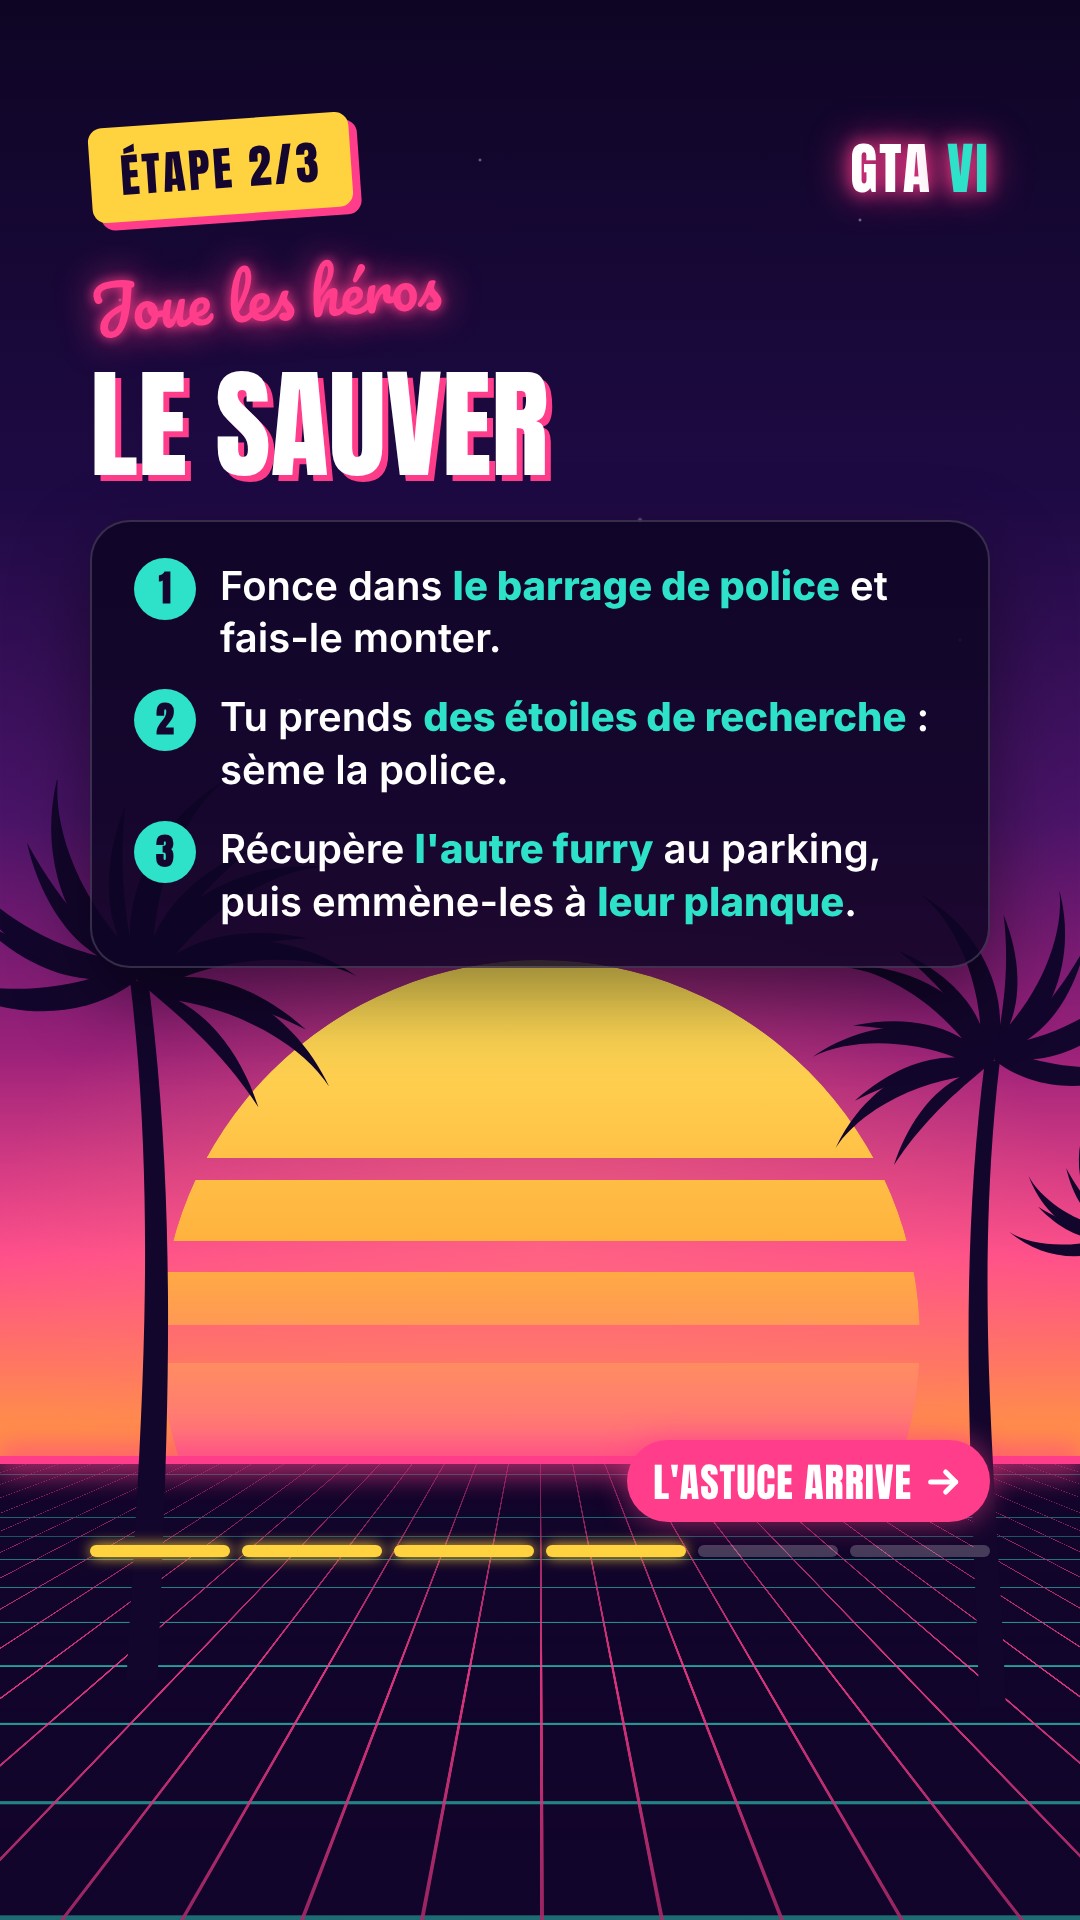 ÉTAPE 2/3
GTA VI
Joue les héros
LE SAUVER
1 Fonce dans le barrage de police et
fais-le monter.
2 Tu prends des étoiles de recherche :
sème la police.
3 Récupère l'autre furry au parking,
puis emmène-les à leur planque.
L'ASTUCE ARRIVE →